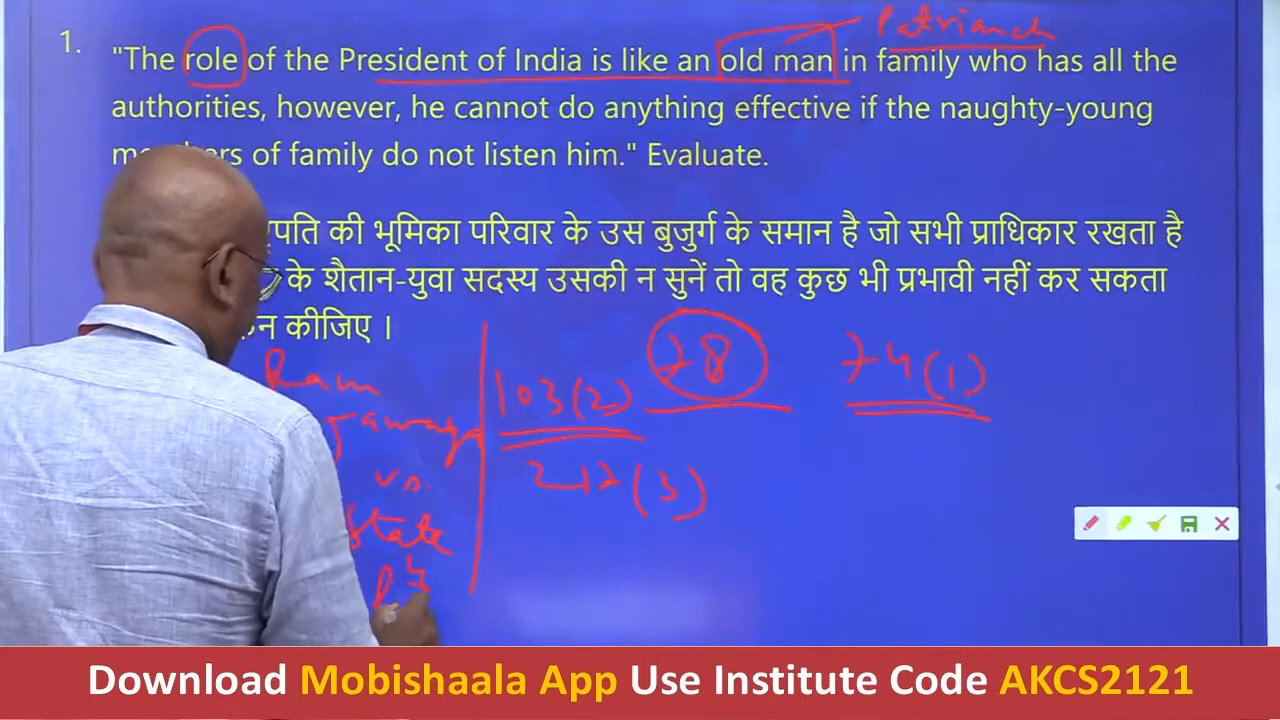 1.
"The role of the President of India is like an old man in family who has all the
authorities, however, he cannot do anything effective if the naughty-young
of family do not listen him." Evaluate.
Patriarch
की भूमिका परिवार के उस बुजुर्ग के समान है जो सभी प्राधिकार रखता है
के शैतान-युवा सदस्य उसकी न सुनें तो वह कुछ भी प्रभावी नहीं कर सकता
कीजिए ।
Ram
vs.
State
103(2) 78 74(1)
217(3)
Download Mobishaala App Use Institute Code AKCS2121